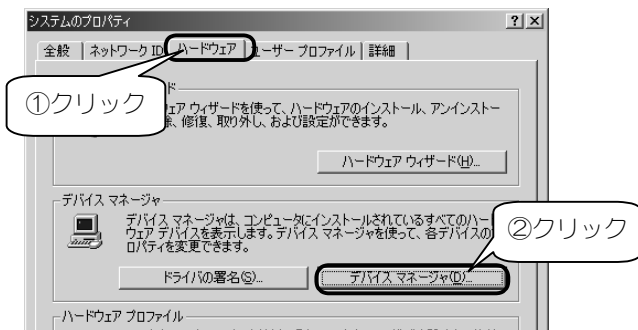 システムのプロパティ
? ×
全般 ネットワーク ID ハードウェア ユーザー プロファイル 詳細
①クリック
ド
ェア ウィザードを使って、ハードウェアのインストール、アンインストー
除、修復、取り外し、および設定ができます。
ハードウェア ウィザード(H)...
デバイス マネージャ
デバイス マネージャは、コンピュータにインストールされているすべてのハー
ウェア デバイスを表示します。デバイス マネージャを使って、各デバイスの
ロパティを変更できます。
②クリック
ドライバの署名(S)... デバイス マネージャ(D)...
ハードウェア プロファイル